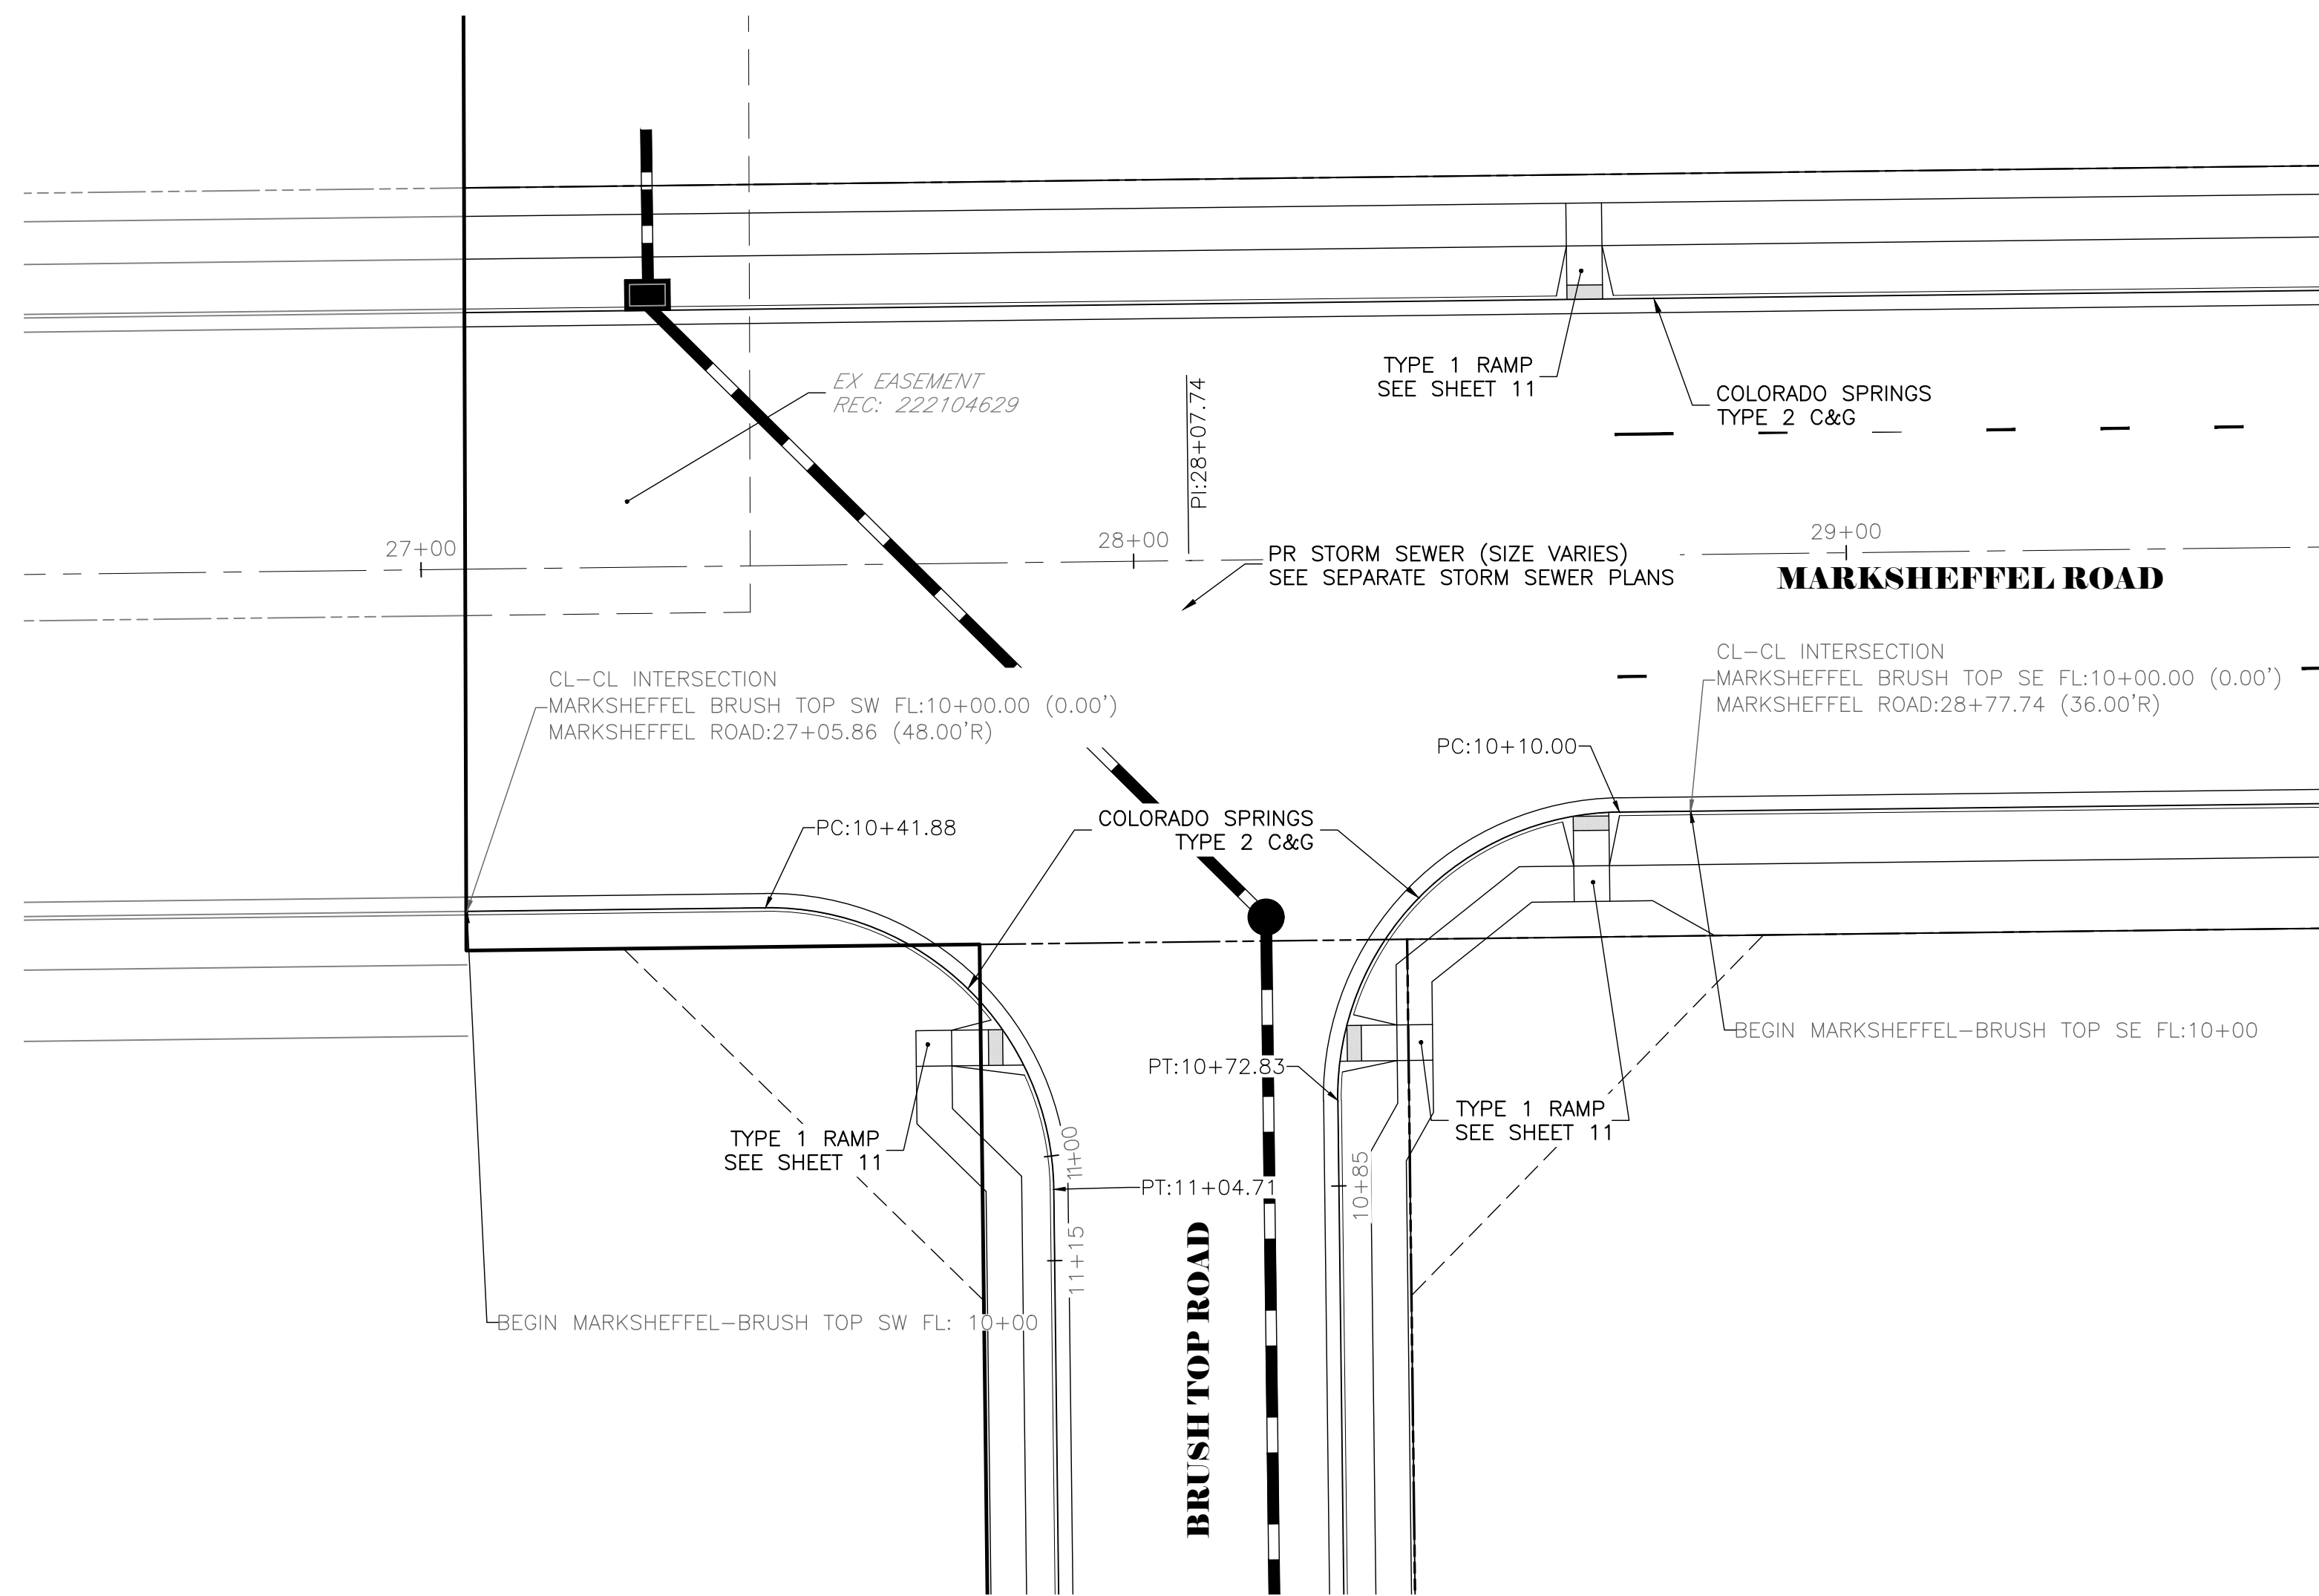 TYPE 1 RAMP
SEE SHEET 11
COLORADO SPRINGS
TYPE 2 C&G
EX EASEMENT
REC: 222104629
PI:28+07.74
27+00
28+00
29+00
PR STORM SEWER (SIZE VARIES)
SEE SEPARATE STORM SEWER PLANS
MARKSHEFFEL ROAD
CL-CL INTERSECTION
MARKSHEFFEL BRUSH TOP SW FL:10+00.00 (0.00')
MARKSHEFFEL ROAD:27+05.86 (48.00'R)
CL-CL INTERSECTION
MARKSHEFFEL BRUSH TOP SE FL:10+00.00 (0.00')
MARKSHEFFEL ROAD:28+77.74 (36.00'R)
PC:10+10.00
PC:10+41.88
COLORADO SPRINGS
TYPE 2 C&G
BEGIN MARKSHEFFEL-BRUSH TOP SE FL:10+00
PT:10+72.83
TYPE 1 RAMP
SEE SHEET 11
TYPE 1 RAMP
SEE SHEET 11
11+00
PT:11+04.71
10+85
11+15
BRUSH TOP ROAD
BEGIN MARKSHEFFEL-BRUSH TOP SW FL: 10+00